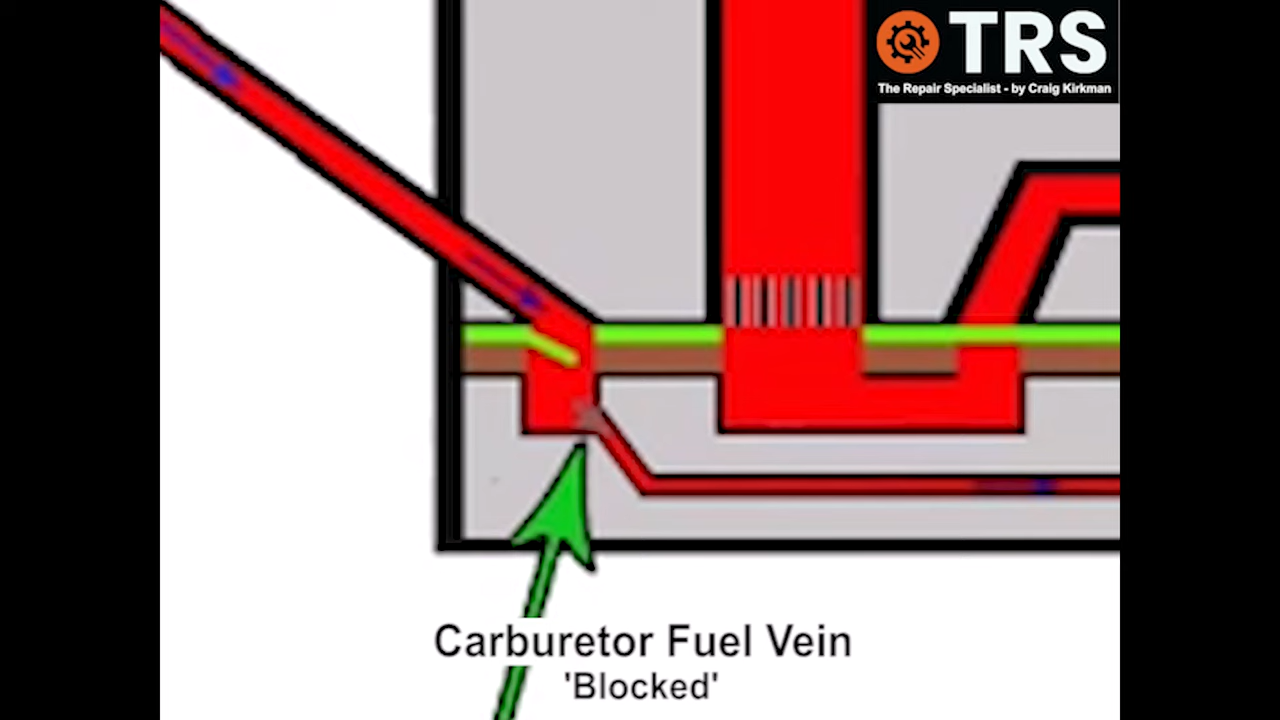 TRS
The Repair Specialist - by Craig Kirkman
Carburetor Fuel Vein
'Blocked'